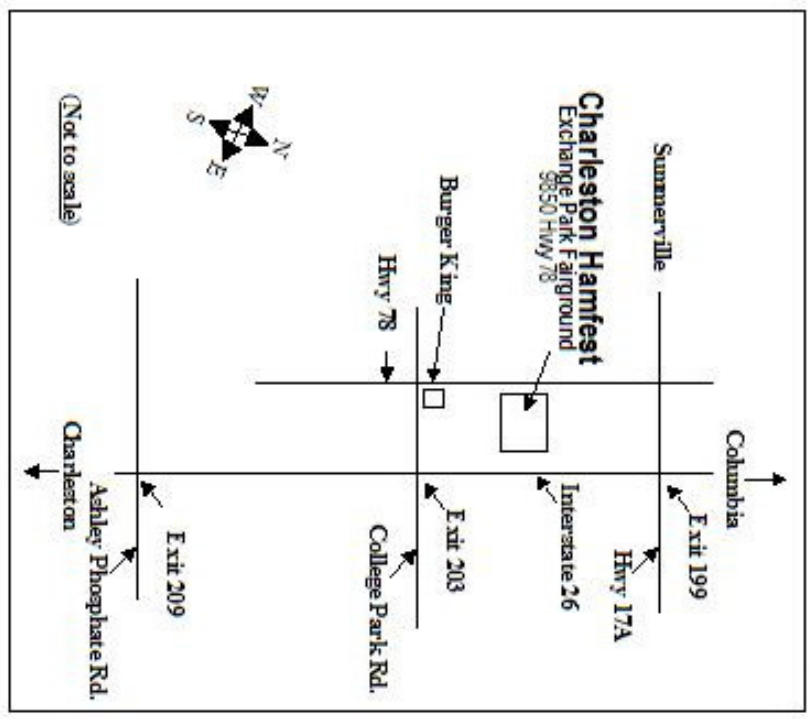 Columbia
Summerville
Exit 199
Hwy 17A
Charleston Hamfest
Exchange Park Fairground
9850 Hwy 78
Interstate 26
Burger King
Exit 203
Hwy 78
College Park Rd.
W
N
S
E
Exit 209
Ashley Phosphate Rd.
(Not to scale)
Charleston